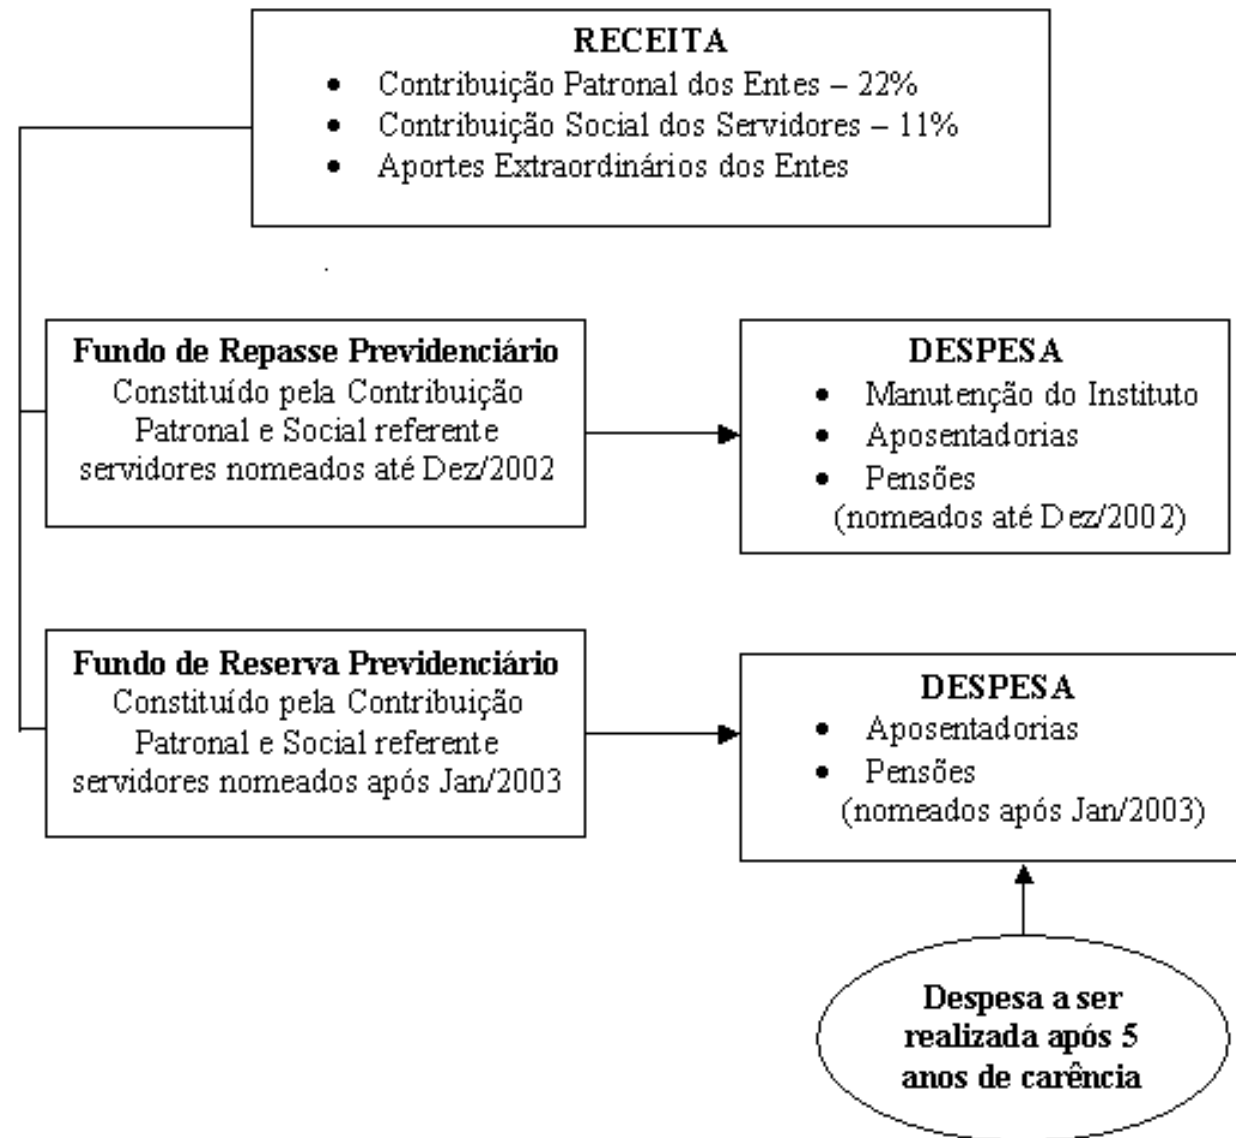 RECEITA
• Contribuição Patronal dos Entes – 22%
• Contribuição Social dos Servidores – 11%
• Aportes Extraordinários dos Entes
Fundo de Repasse Previdenciário
Constituído pela Contribuição
Patronal e Social referente
servidores nomeados até Dez/2002
DESPESA
• Manutenção do Instituto
• Aposentadorias
• Pensões
(nomeados até Dez/2002)
Fundo de Reserva Previdenciário
Constituído pela Contribuição
Patronal e Social referente
servidores nomeados após Jan/2003
DESPESA
• Aposentadorias
• Pensões
(nomeados após Jan/2003)
Despesa a ser
realizada após 5
anos de carência